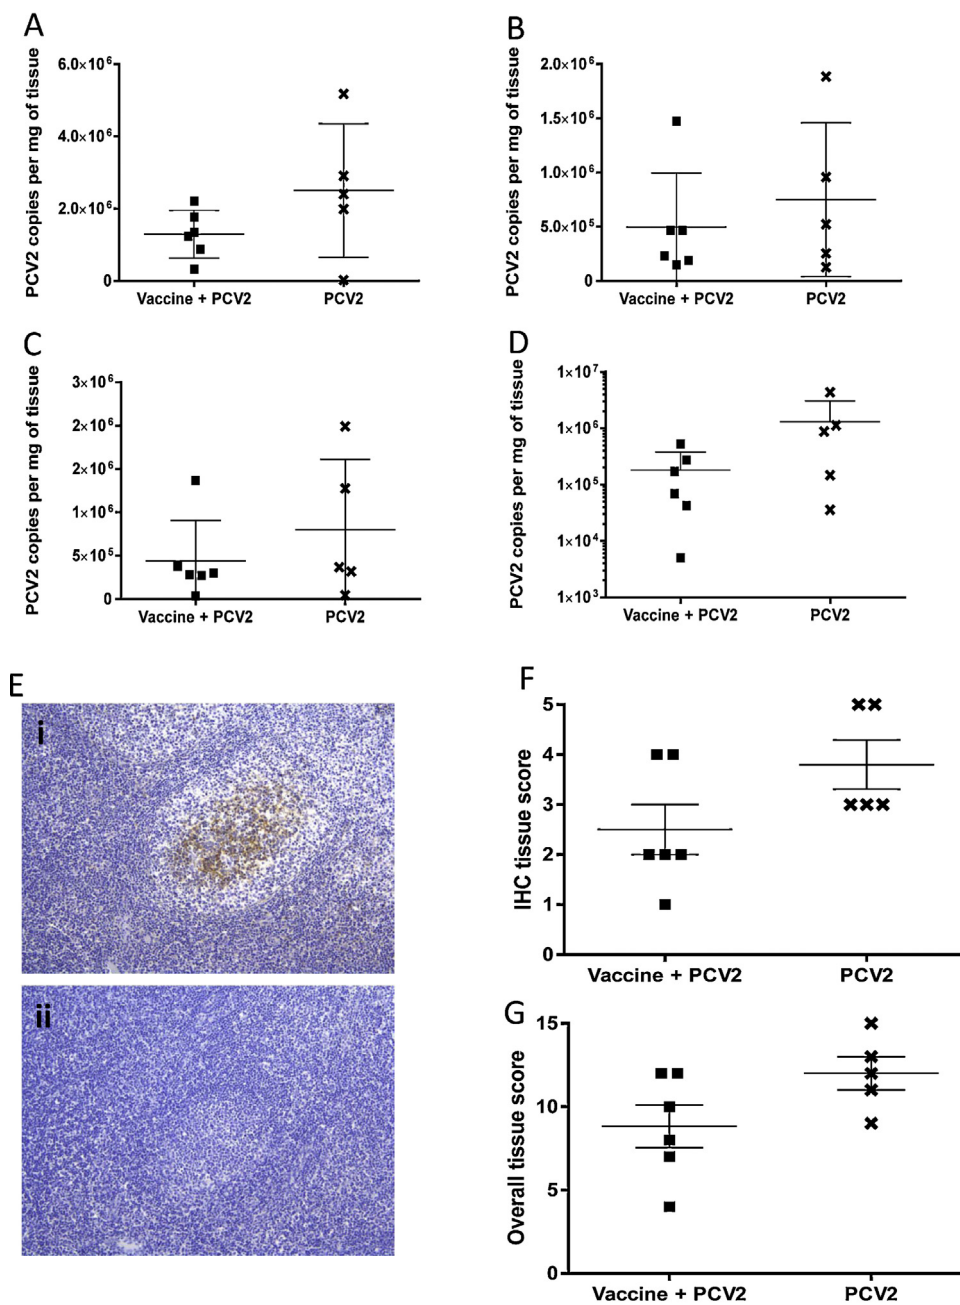 A
PCV2 copies per mg of tissue
6.0×10⁶
4.0×10⁶
2.0×10⁶
0
Vaccine + PCV2
PCV2
B
PCV2 copies per mg of tissue
2.0×10⁶
1.5×10⁶
1.0×10⁶
5.0×10⁵
0
Vaccine + PCV2
PCV2
C
PCV2 copies per mg of tissue
3×10⁶
2×10⁶
2×10⁶
1×10⁶
5×10⁵
0
Vaccine + PCV2
PCV2
D
PCV2 copies per mg of tissue
1×10⁷
1×10⁶
1×10⁵
1×10⁴
1×10³
Vaccine + PCV2
PCV2
E
i
ii
F
IHC tissue score
5
4
3
2
1
0
Vaccine + PCV2
PCV2
G
Overall tissue score
15
10
5
0
Vaccine + PCV2
PCV2